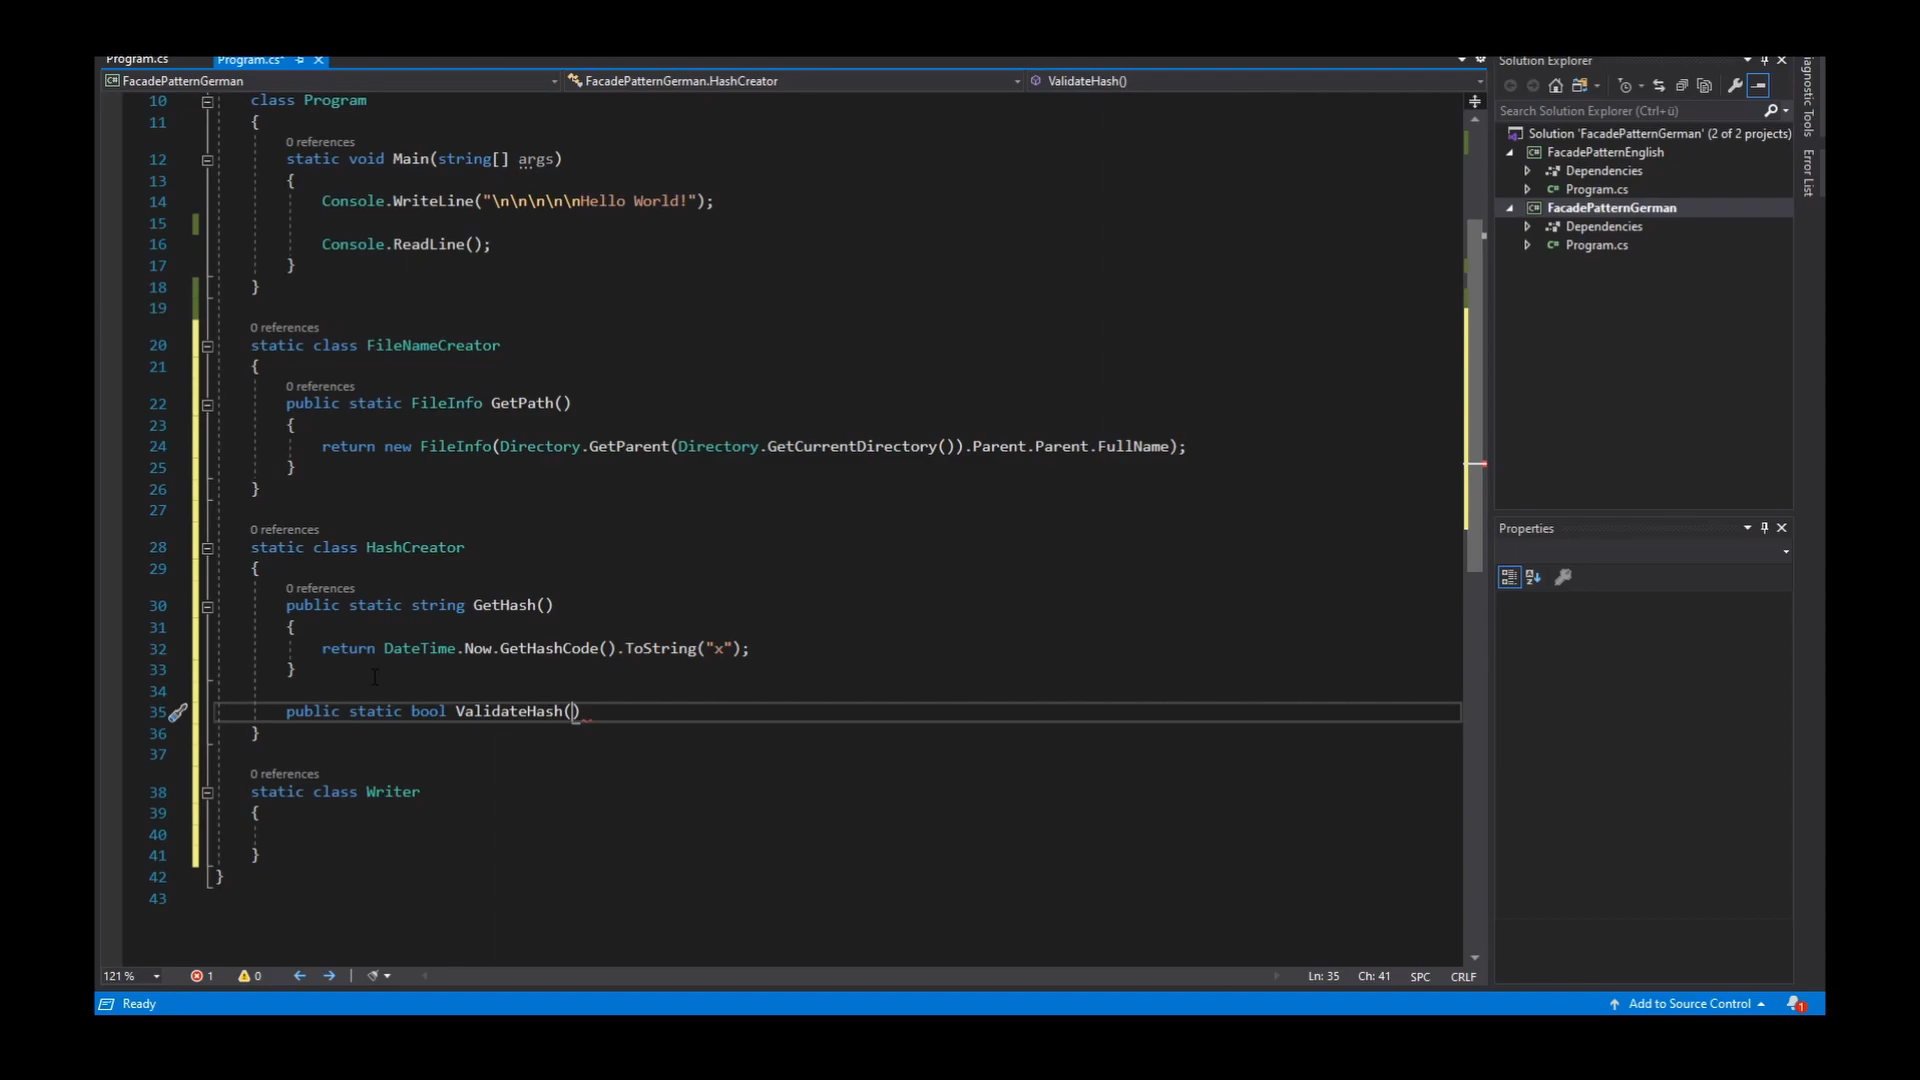 Program.cs
Program.cs*
FacadePatternGerman
FacadePatternGerman.HashCreator
ValidateHash()
10 class Program
11 {
0 references
12 static void Main(string[] args)
13 {
14 Console.WriteLine("\n\n\n\n\nHello World!");
15
16 Console.ReadLine();
17 }
18 }
19
0 references
20 static class FileNameCreator
21 {
0 references
22 public static FileInfo GetPath()
23 {
24 return new FileInfo(Directory.GetParent(Directory.GetCurrentDirectory()).Parent.Parent.FullName);
25 }
26 }
27
0 references
28 static class HashCreator
29 {
0 references
30 public static string GetHash()
31 {
32 return DateTime.Now.GetHashCode().ToString("x");
33 }
34
35 public static bool ValidateHash()
36 }
37
0 references
38 static class Writer
39 {
40
41 }
42 }
43
121 %
1
0
Ln: 35
Ch: 41
SPC
CRLF
Ready
Add to Source Control
1
Solution Explorer
Search Solution Explorer (Ctrl+ü)
Solution 'FacadePatternGerman' (2 of 2 projects)
FacadePatternEnglish
Dependencies
Program.cs
FacadePatternGerman
Dependencies
Program.cs
Properties
Error List